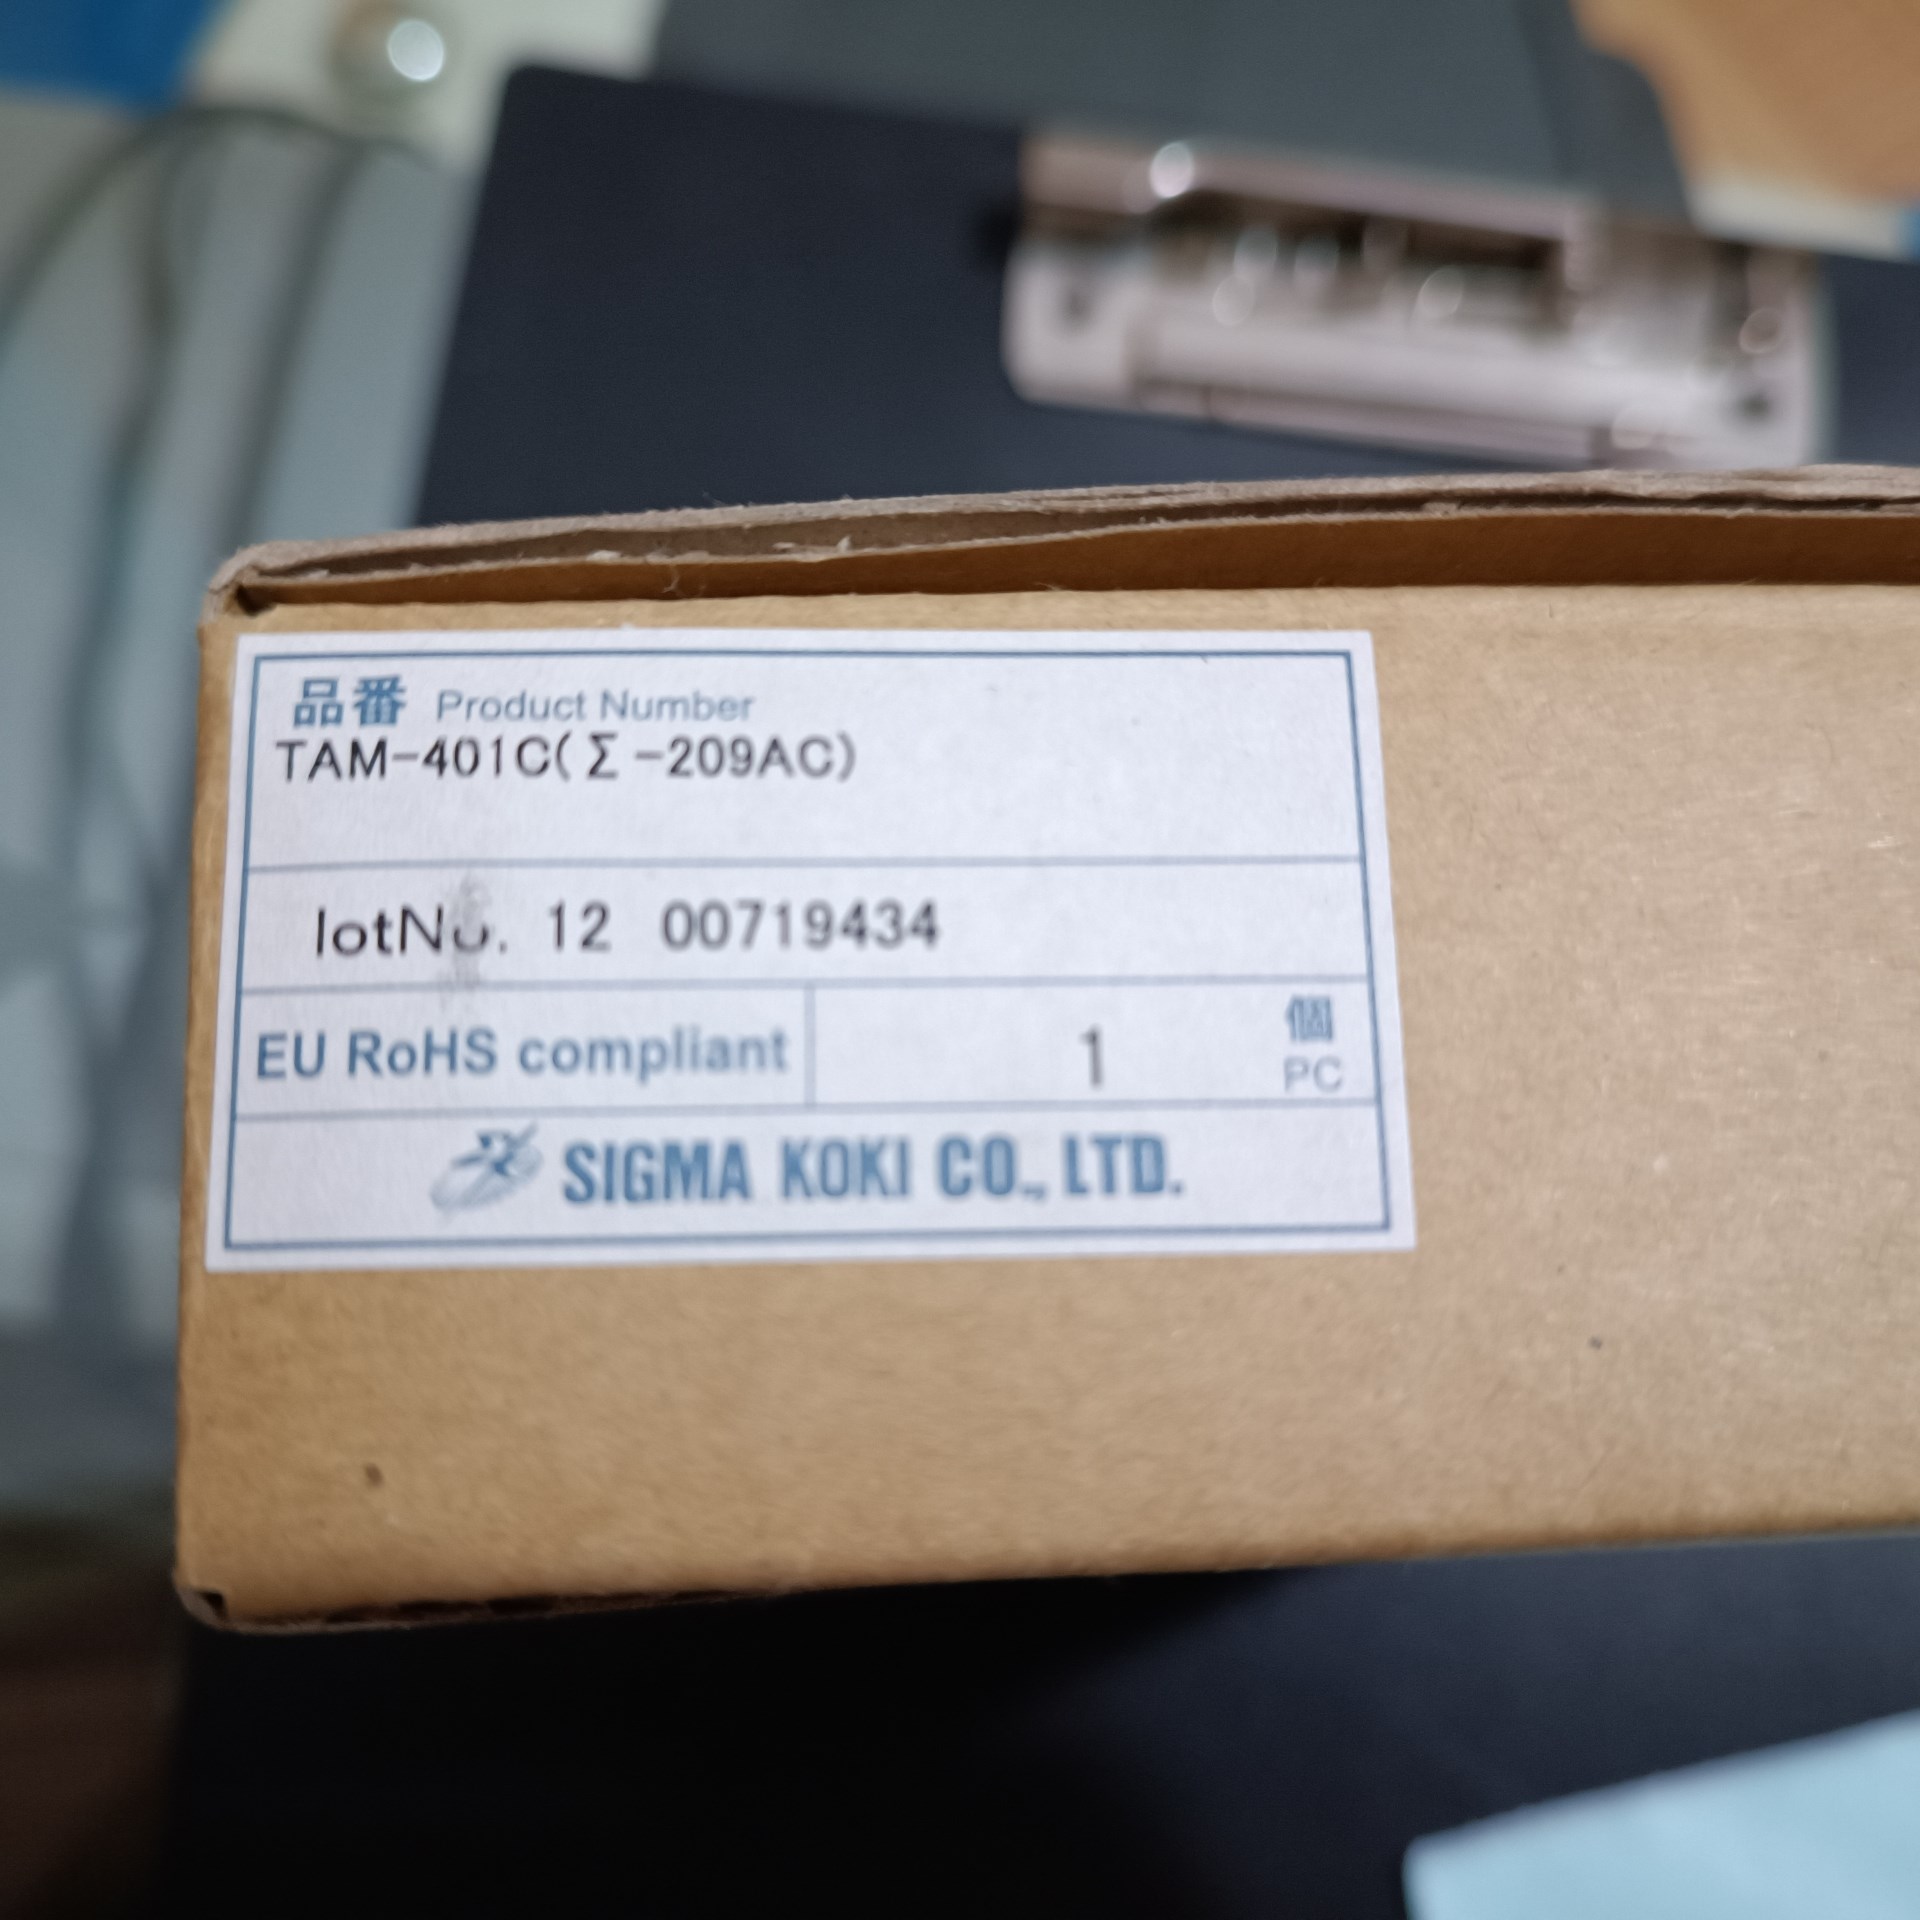 品番 Product Number
TAM-401C(Σ-209AC)
lotNo. 12 00719434
EU RoHS compliant 1 個
PC
SIGMA KOKI CO., LTD.